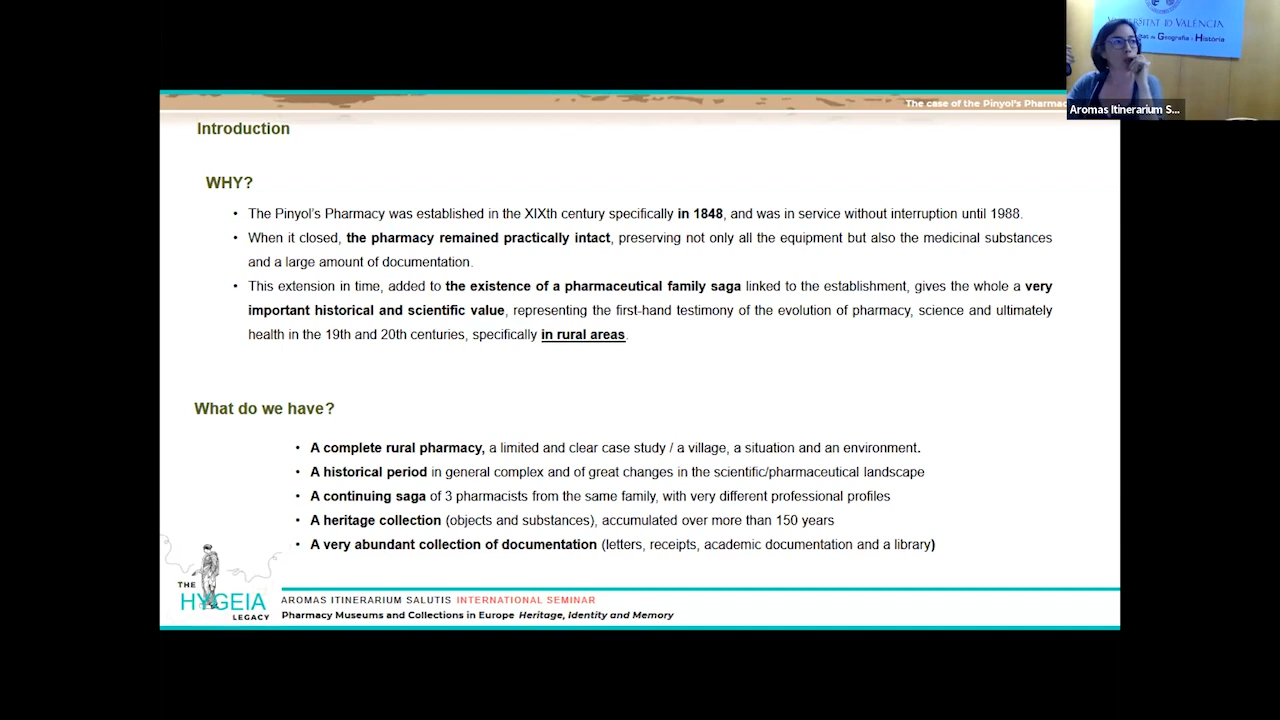 UNIVERSITAT ID VALÈNCIA
Geografia i Història
Aromas Itinerarium S...
The case of the Pinyol's Pharmac
Introduction
WHY?
• The Pinyol's Pharmacy was established in the XIXth century specifically in 1848, and was in service without interruption until 1988.
• When it closed, the pharmacy remained practically intact, preserving not only all the equipment but also the medicinal substances
and a large amount of documentation.
• This extension in time, added to the existence of a pharmaceutical family saga linked to the establishment, gives the whole a very
important historical and scientific value, representing the first-hand testimony of the evolution of pharmacy, science and ultimately
health in the 19th and 20th centuries, specifically in rural areas.
What do we have?
• A complete rural pharmacy, a limited and clear case study / a village, a situation and an environment.
• A historical period in general complex and of great changes in the scientific/pharmaceutical landscape
• A continuing saga of 3 pharmacists from the same family, with very different professional profiles
• A heritage collection (objects and substances), accumulated over more than 150 years
• A very abundant collection of documentation (letters, receipts, academic documentation and a library)
THE
HYGEIA
LEGACY
AROMAS ITINERARIUM SALUTIS INTERNATIONAL SEMINAR
Pharmacy Museums and Collections in Europe Heritage, Identity and Memory